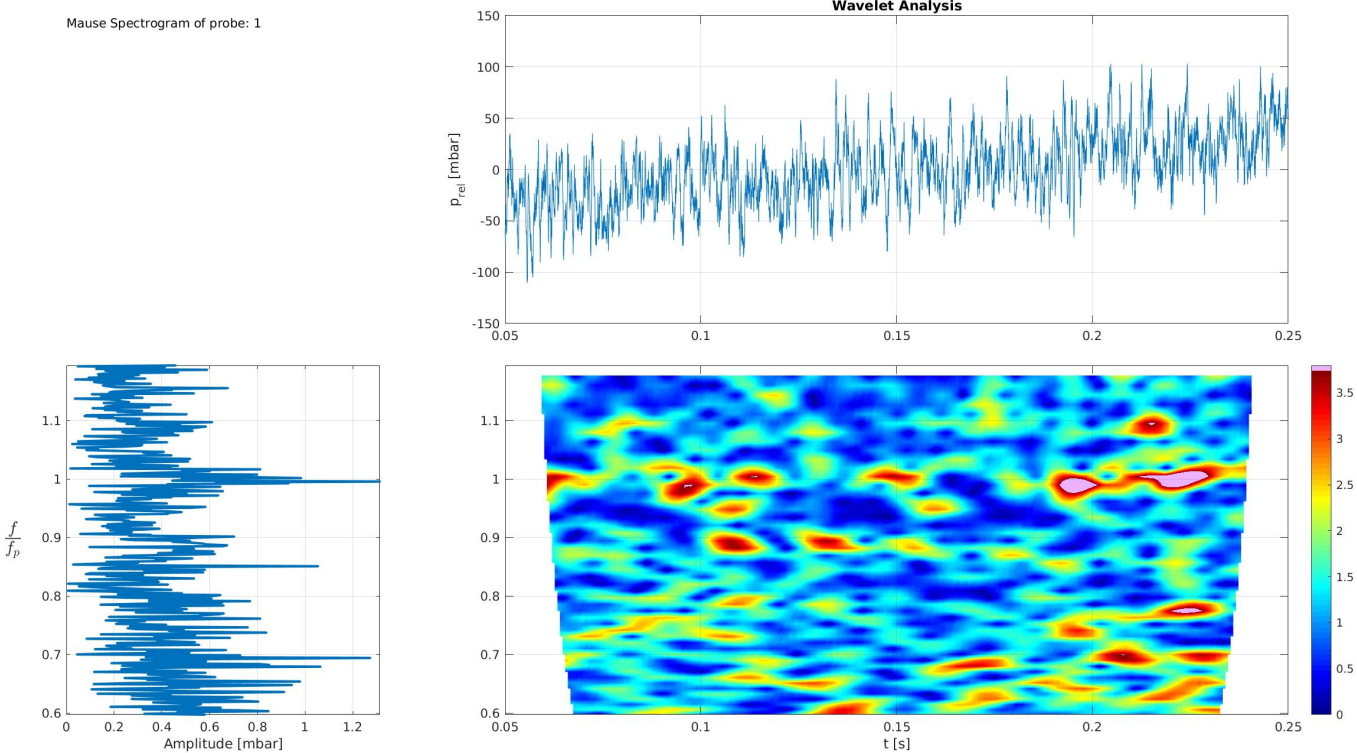 Mause Spectrogram of probe: 1
Wavelet Analysis
150
100
50
0
-50
-100
-150
p_rel [mbar]
0.05 0.1 0.15 0.2 0.25
1.1
1
0.9
0.8
0.7
0.6
f
f_p
0 0.2 0.4 0.6 0.8 1 1.2
Amplitude [mbar]
1.1
1
0.9
0.8
0.7
0.6
0.05 0.1 0.15 0.2 0.25
t [s]
3.5
3
2.5
2
1.5
1
0.5
0